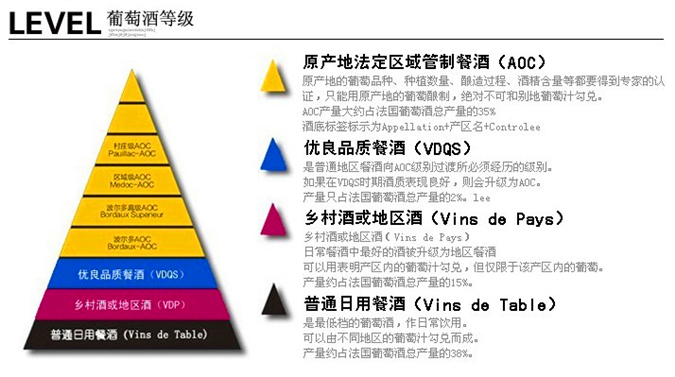 LEVEL 葡萄酒等级
村庄级AOC
Pauillac-AOC
区域级AOC
Medoc-AOC
波尔多高级AOC
Bordaux Superieur
波尔多AOC
Bordaux-AOC
优良品质餐酒（VDQS）
乡村酒或地区酒（VDP）
普通日用餐酒 (Vins de Table)
原产地法定区域管制餐酒（AOC）
原产地的葡萄品种、种植数量、酿造过程、酒精含量等都要得到专家的认
证，只能用原产地的葡萄酿制，绝对不可和别地葡萄汁勾兑。
AOC产量大约占法国葡萄酒总产量的35%
酒底标签标示为Appellation+产区名+Controlee
优良品质餐酒（VDQS）
是普通地区餐酒向AOC级别过渡所必须经历的级别。
如果在VDQS时期酒质表现良好，则会升级为AOC。
产量只占法国葡萄酒总产量的2%。lee
乡村酒或地区酒（Vins de Pays）
乡村酒或地区酒（Vins de Pays）
日常餐酒中最好的酒被升级为地区餐酒
可以用表明产区内的葡萄汁勾兑，但仅限于该产区内的葡萄。
产量约占法国葡萄酒总产量的15%。
普通日用餐酒（Vins de Table）
是最低档的葡萄酒，作日常饮用。
可以由不同地区的葡萄汁勾兑而成。
产量约占法国葡萄酒总产量的38%。